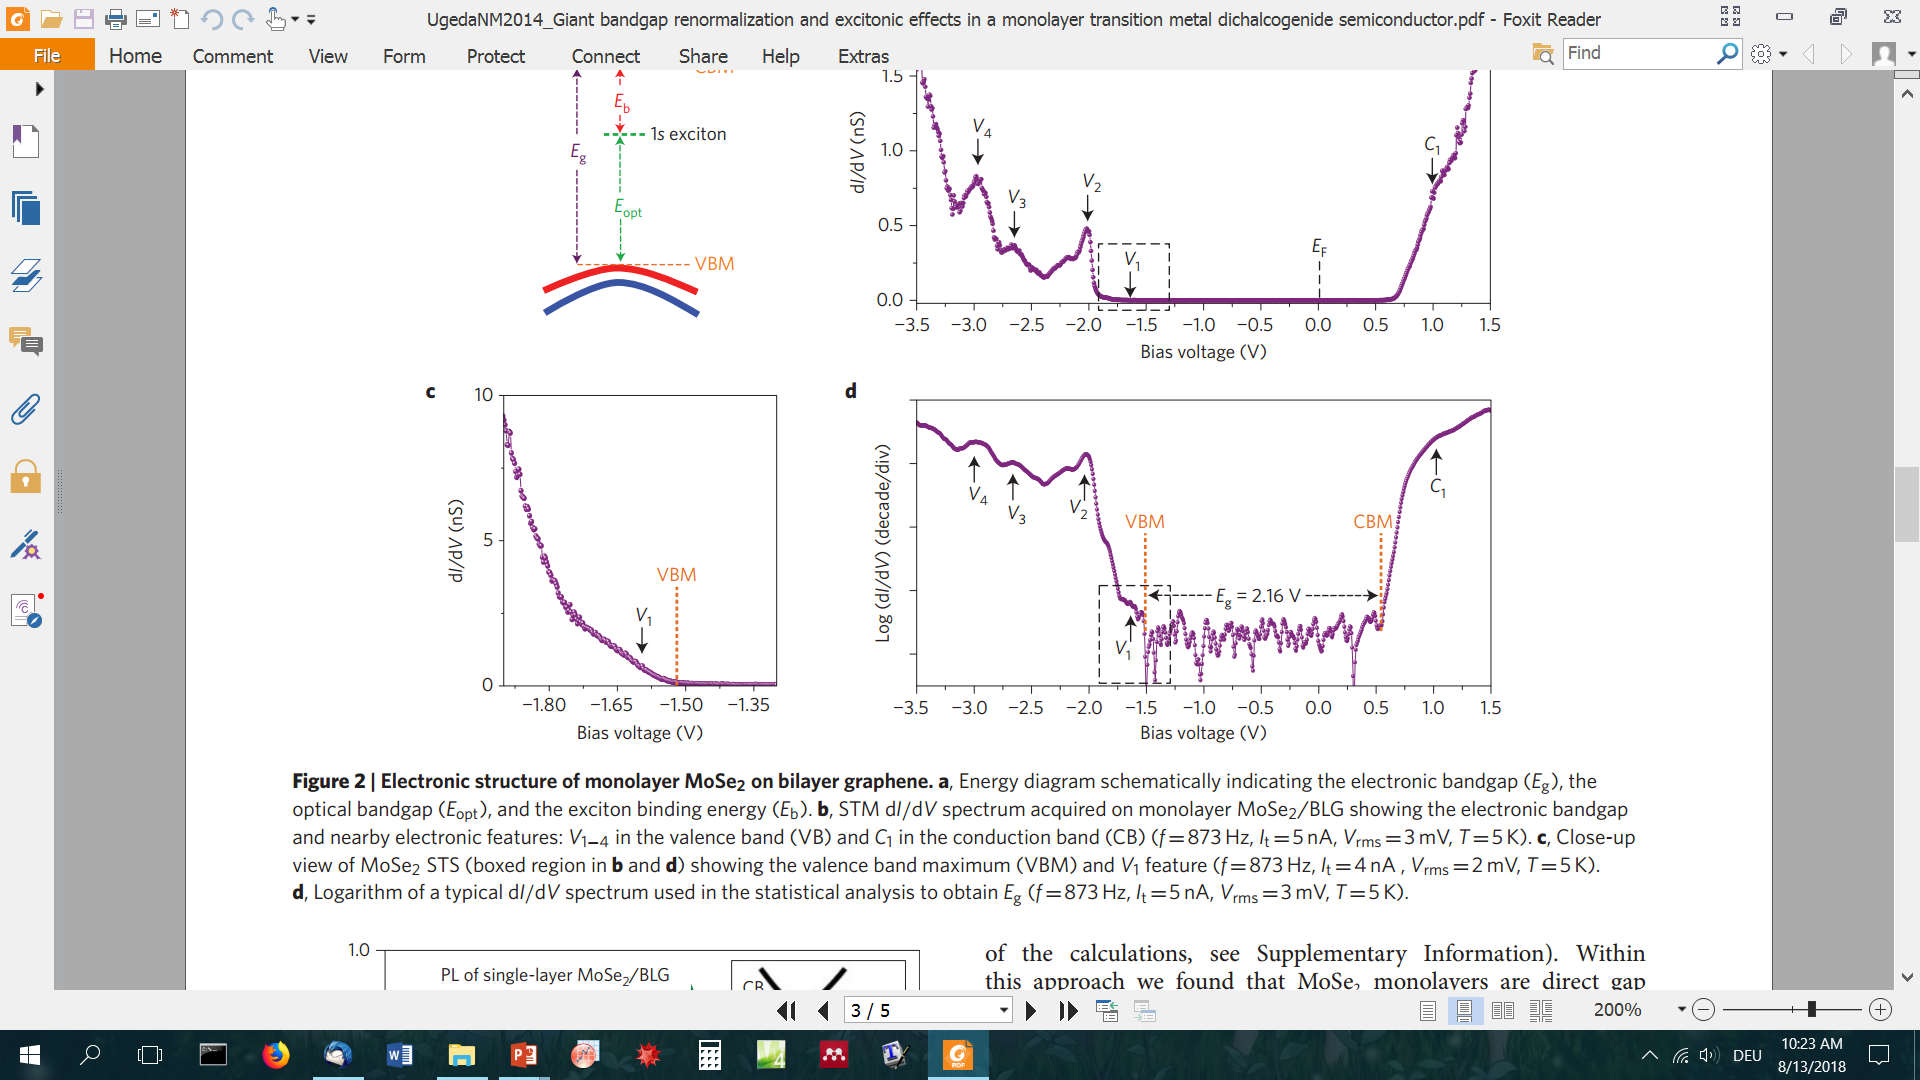 UgedaNM2014_Giant bandgap renormalization and excitonic effects in a monolayer transition metal dichalcogenide semiconductor.pdf - Foxit Reader
File Home Comment View Form Protect Connect Share Help Extras
Find
Eb
1s exciton
Eg
Eopt
VBM
dI/dV (nS)
1.5
1.0
0.5
0.0
V4
V3
V2
V1
EF
C1
−3.5 −3.0 −2.5 −2.0 −1.5 −1.0 −0.5 0.0 0.5 1.0 1.5
Bias voltage (V)
c
dI/dV (nS)
10
5
0
VBM
V1
−1.80 −1.65 −1.50 −1.35
Bias voltage (V)
d
Log (dI/dV) (decade/div)
V4
V3
V2
VBM
CBM
C1
Eg = 2.16 V
V1
−3.5 −3.0 −2.5 −2.0 −1.5 −1.0 −0.5 0.0 0.5 1.0 1.5
Bias voltage (V)
Figure 2 | Electronic structure of monolayer MoSe2 on bilayer graphene. a, Energy diagram schematically indicating the electronic bandgap (Eg), the
optical bandgap (Eopt), and the exciton binding energy (Eb). b, STM dI/dV spectrum acquired on monolayer MoSe2/BLG showing the electronic bandgap
and nearby electronic features: V1–4 in the valence band (VB) and C1 in the conduction band (CB) (f=873 Hz, It=5 nA, Vrms=3 mV, T=5 K). c, Close-up
view of MoSe2 STS (boxed region in b and d) showing the valence band maximum (VBM) and V1 feature (f=873 Hz, It=4 nA , Vrms=2 mV, T=5 K).
d, Logarithm of a typical dI/dV spectrum used in the statistical analysis to obtain Eg (f=873 Hz, It=5 nA, Vrms=3 mV, T=5 K).
1.0
PL of single-layer MoSe2/BLG
CB
of the calculations, see Supplementary Information). Within
this approach we found that MoSe2 monolayers are direct gap
3 / 5
200%
DEU
10:23 AM
8/13/2018